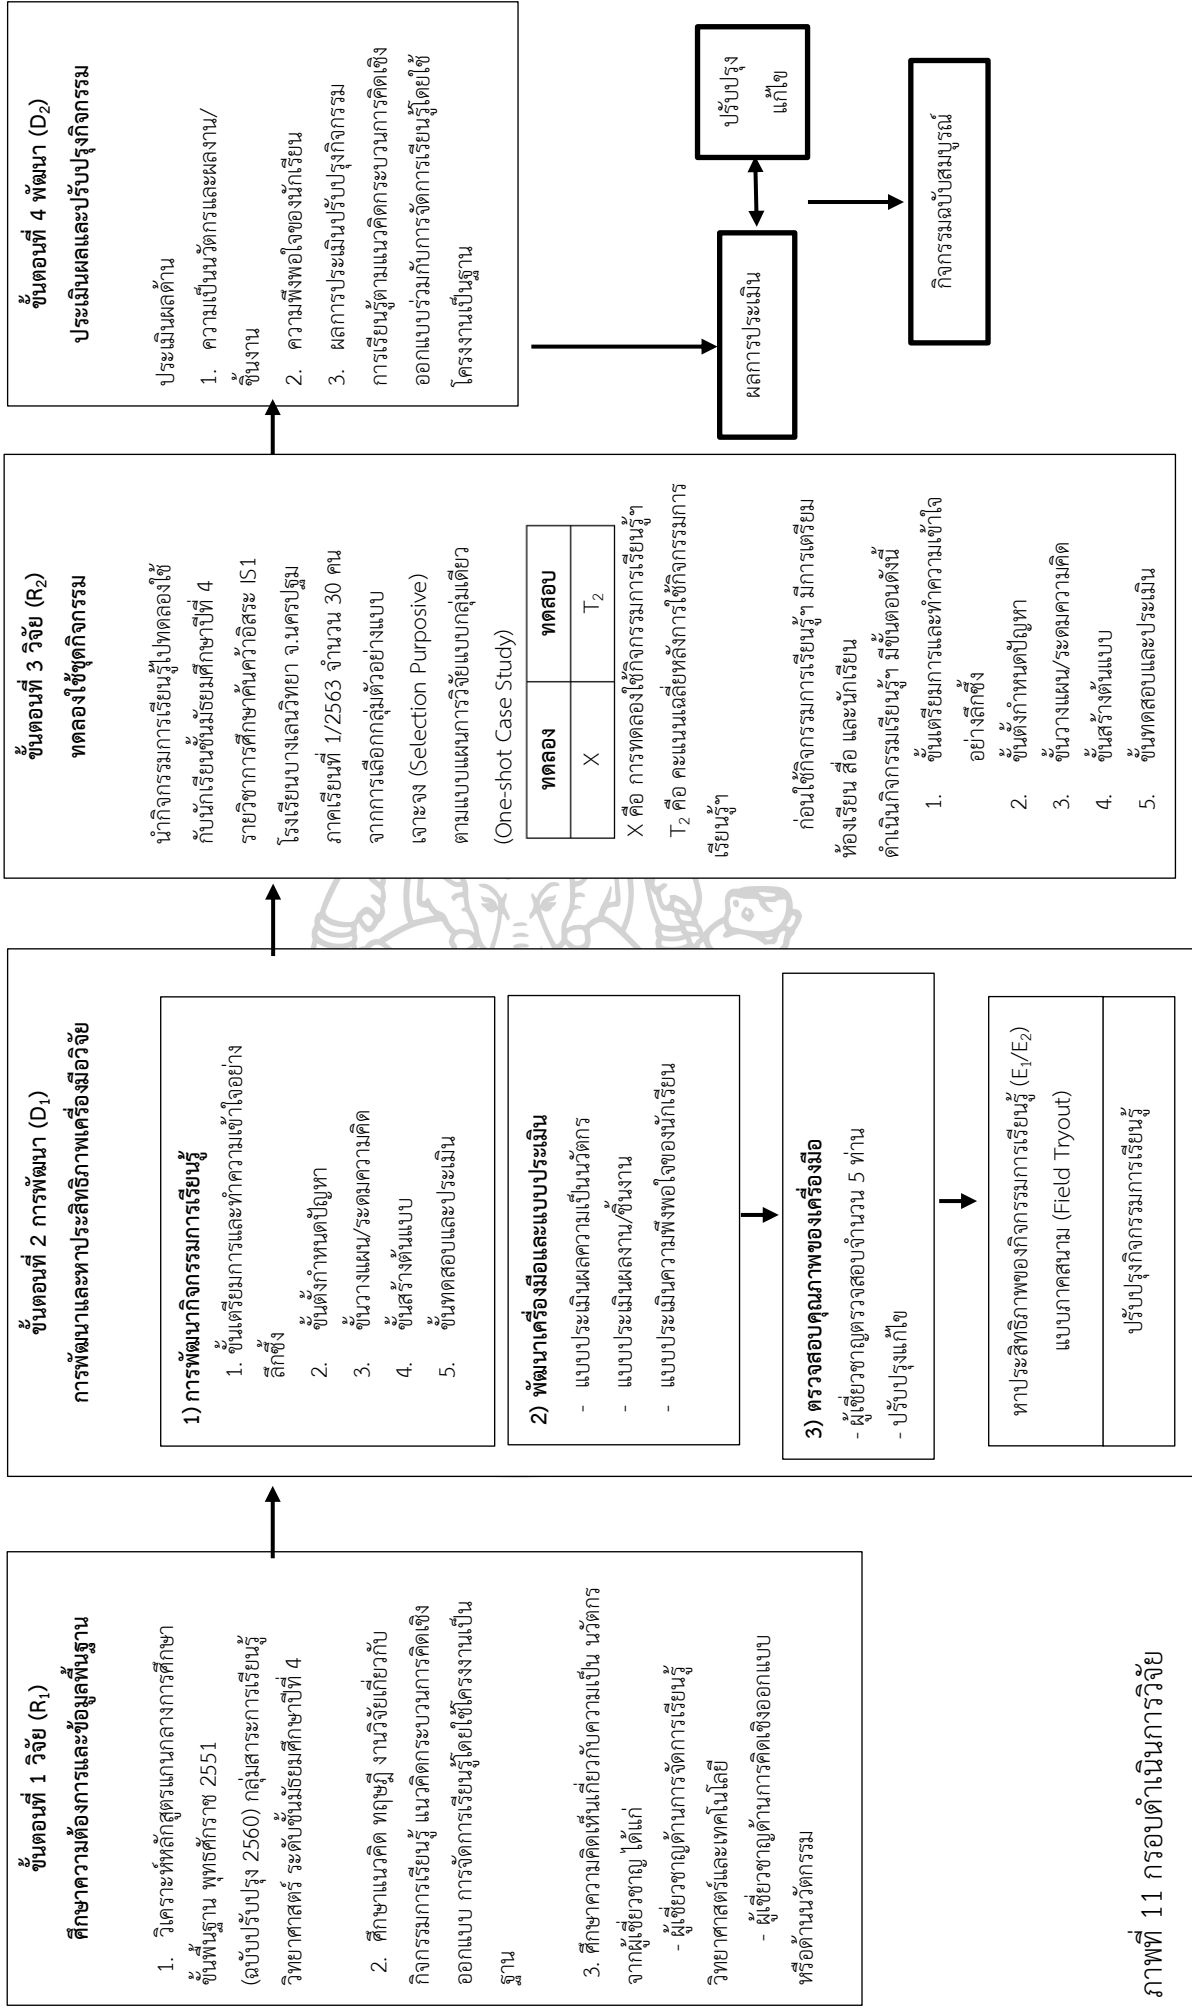 ขั้นตอนที่ 1 วิจัย (R₁)
ศึกษาความต้องการและข้อมูลพื้นฐาน
1. วิเคราะห์หลักสูตรแกนกลางการศึกษา
ขั้นพื้นฐาน พุทธศักราช 2551
(ฉบับปรับปรุง 2560) กลุ่มสาระการเรียนรู้
วิทยาศาสตร์ ระดับชั้นมัธยมศึกษาปีที่ 4
2. ศึกษาแนวคิด ทฤษฎี งานวิจัยเกี่ยวกับ
กิจกรรมการเรียนรู้ แนวคิดกระบวนการคิดเชิง
ออกแบบ การจัดการเรียนรู้โดยใช้โครงงานเป็น
ฐาน
3. ศึกษาความคิดเห็นเกี่ยวกับความเป็น นวัตกร
จากผู้เชี่ยวชาญ ได้แก่
- ผู้เชี่ยวชาญด้านการจัดการเรียนรู้
วิทยาศาสตร์และเทคโนโลยี
- ผู้เชี่ยวชาญด้านการคิดเชิงออกแบบ
หรือด้านนวัตกรรม
ขั้นตอนที่ 2 การพัฒนา (D₁)
การพัฒนาและหาประสิทธิภาพเครื่องมือวิจัย
1) การพัฒนากิจกรรมการเรียนรู้
1. ขั้นเตรียมการและทำความเข้าใจอย่าง
ลึกซึ้ง
2. ขั้นตั้งกำหนดปัญหา
3. ขั้นวางแผน/ระดมความคิด
4. ขั้นสร้างต้นแบบ
5. ขั้นทดสอบและประเมิน
2) พัฒนาเครื่องมือและแบบประเมิน
- แบบประเมินผลความเป็นนวัตกร
- แบบประเมินผลงาน/ชิ้นงาน
- แบบประเมินความพึงพอใจของนักเรียน
3) ตรวจสอบคุณภาพของเครื่องมือ
- ผู้เชี่ยวชาญตรวจสอบจำนวน 5 ท่าน
- ปรับปรุงแก้ไข
หาประสิทธิภาพของกิจกรรมการเรียนรู้ (E₁/E₂)
แบบภาคสนาม (Field Tryout)
ปรับปรุงกิจกรรมการเรียนรู้
ขั้นตอนที่ 3 วิจัย (R₂)
ทดลองใช้ชุดกิจกรรม
นำกิจกรรมการเรียนรู้ไปทดลองใช้
กับนักเรียนชั้นมัธยมศึกษาปีที่ 4
รายวิชาการศึกษาค้นคว้าอิสระ IS1
โรงเรียนบางเลนวิทยา จ.นครปฐม
ภาคเรียนที่ 1/2563 จำนวน 30 คน
จากการเลือกกลุ่มตัวอย่างแบบ
เจาะจง (Selection Purposive)
ตามแบบแผนการวิจัยแบบกลุ่มเดียว
(One-shot Case Study)
ทดลอง ทดสอบ
X T₂
X คือ การทดลองใช้กิจกรรมการเรียนรู้ฯ
T₂ คือ คะแนนเฉลี่ยหลังการใช้กิจกรรมการ
เรียนรู้ฯ
ก่อนใช้กิจกรรมการเรียนรู้ฯ มีการเตรียม
ห้องเรียน สื่อ และนักเรียน
ดำเนินกิจกรรมเรียนรู้ฯ มีขั้นตอนดังนี้
1. ขั้นเตรียมการและทำความเข้าใจ
อย่างลึกซึ้ง
2. ขั้นตั้งกำหนดปัญหา
3. ขั้นวางแผน/ระดมความคิด
4. ขั้นสร้างต้นแบบ
5. ขั้นทดสอบและประเมิน
ขั้นตอนที่ 4 พัฒนา (D₂)
ประเมินผลและปรับปรุงกิจกรรม
ประเมินผลด้าน
1. ความเป็นนวัตกรและผลงาน/
ชิ้นงาน
2. ความพึงพอใจของนักเรียน
3. ผลการประเมินปรับปรุงกิจกรรม
การเรียนรู้ตามแนวคิดกระบวนการคิดเชิง
ออกแบบร่วมกับการจัดการเรียนรู้โดยใช้
โครงงานเป็นฐาน
ผลการประเมิน
ปรับปรุง
แก้ไข
กิจกรรมฉบับสมบูรณ์
ภาพที่ 11 กรอบดำเนินการวิจัย